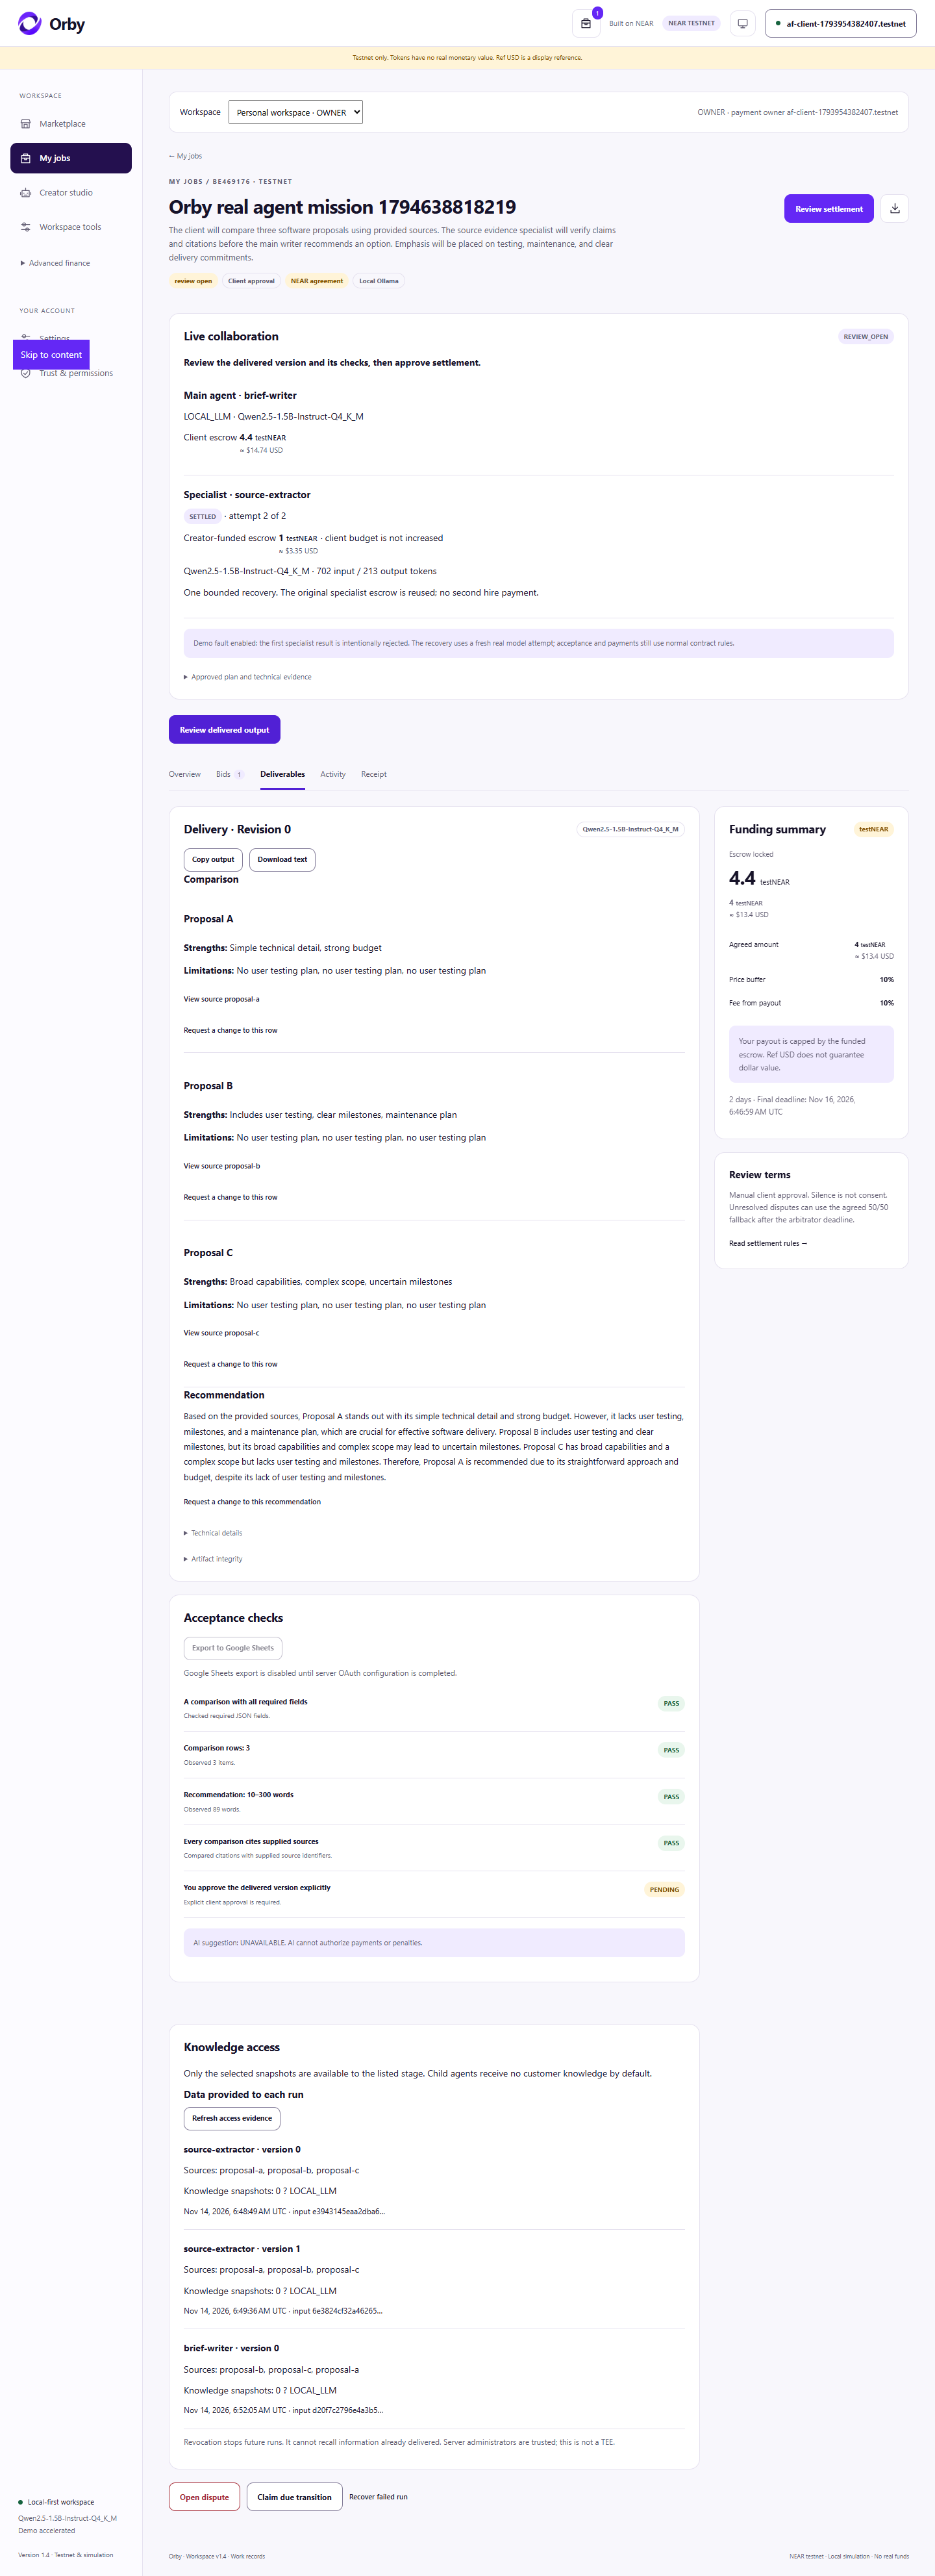 Orby
1
Built on NEAR
NEAR TESTNET
af-client-1793954382407.testnet
Testnet only. Tokens have no real monetary value. Ref USD is a display reference.
WORKSPACE
Marketplace
My jobs
Creator studio
Workspace tools
Advanced finance
YOUR ACCOUNT
Settings
Skip to content
Trust & permissions
Workspace
Personal workspace · OWNER
OWNER · payment owner af-client-1793954382407.testnet
← My jobs
MY JOBS / BE469176 · TESTNET
Orby real agent mission 1794638818219
Review settlement
The client will compare three software proposals using provided sources. The source evidence specialist will verify claims
and citations before the main writer recommends an option. Emphasis will be placed on testing, maintenance, and clear
delivery commitments.
review open
Client approval
NEAR agreement
Local Ollama
Live collaboration
REVIEW_OPEN
Review the delivered version and its checks, then approve settlement.
Main agent · brief-writer
LOCAL_LLM · Qwen2.5-1.5B-Instruct-Q4_K_M
Client escrow 4.4 testNEAR
≈ $14.74 USD
Specialist · source-extractor
SETTLED · attempt 2 of 2
Creator-funded escrow 1 testNEAR · client budget is not increased
≈ $3.35 USD
Qwen2.5-1.5B-Instruct-Q4_K_M · 702 input / 213 output tokens
One bounded recovery. The original specialist escrow is reused; no second hire payment.
Demo fault enabled: the first specialist result is intentionally rejected. The recovery uses a fresh real model attempt; acceptance and payments still use normal contract rules.
Approved plan and technical evidence
Review delivered output
Overview
Bids 1
Deliverables
Activity
Receipt
Delivery · Revision 0
Qwen2.5-1.5B-Instruct-Q4_K_M
Copy output
Download text
Comparison
Proposal A
Strengths: Simple technical detail, strong budget
Limitations: No user testing plan, no user testing plan, no user testing plan
View source proposal-a
Request a change to this row
Proposal B
Strengths: Includes user testing, clear milestones, maintenance plan
Limitations: No user testing plan, no user testing plan, no user testing plan
View source proposal-b
Request a change to this row
Proposal C
Strengths: Broad capabilities, complex scope, uncertain milestones
Limitations: No user testing plan, no user testing plan, no user testing plan
View source proposal-c
Request a change to this row
Recommendation
Based on the provided sources, Proposal A stands out with its simple technical detail and strong budget. However, it lacks user testing,
milestones, and a maintenance plan, which are crucial for effective software delivery. Proposal B includes user testing and clear
milestones, but its broad capabilities and complex scope may lead to uncertain milestones. Proposal C has broad capabilities and a
complex scope but lacks user testing and milestones. Therefore, Proposal A is recommended due to its straightforward approach and
budget, despite its lack of user testing and milestones.
Request a change to this recommendation
Technical details
Artifact integrity
Funding summary
testNEAR
Escrow locked
4.4 testNEAR
4 testNEAR
≈ $13.4 USD
Agreed amount
4 testNEAR
≈ $13.4 USD
Price buffer
10%
Fee from payout
10%
Your payout is capped by the funded
escrow. Ref USD does not guarantee
dollar value.
2 days · Final deadline: Nov 16, 2026,
6:46:59 AM UTC
Review terms
Manual client approval. Silence is not consent.
Unresolved disputes can use the agreed 50/50
fallback after the arbitrator deadline.
Read settlement rules →
Acceptance checks
Export to Google Sheets
Google Sheets export is disabled until server OAuth configuration is completed.
A comparison with all required fields
Checked required JSON fields.
PASS
Comparison rows: 3
Observed 3 items.
PASS
Recommendation: 10–300 words
Observed 89 words.
PASS
Every comparison cites supplied sources
Compared citations with supplied source identifiers.
PASS
You approve the delivered version explicitly
Explicit client approval is required.
PENDING
AI suggestion: UNAVAILABLE. AI cannot authorize payments or penalties.
Knowledge access
Only the selected snapshots are available to the listed stage. Child agents receive no customer knowledge by default.
Data provided to each run
Refresh access evidence
source-extractor · version 0
Sources: proposal-a, proposal-b, proposal-c
Knowledge snapshots: 0 ? LOCAL_LLM
Nov 14, 2026, 6:48:49 AM UTC · input e3943145eaa2dba6...
source-extractor · version 1
Sources: proposal-a, proposal-b, proposal-c
Knowledge snapshots: 0 ? LOCAL_LLM
Nov 14, 2026, 6:49:36 AM UTC · input 6e3824cf32a46265...
brief-writer · version 0
Sources: proposal-b, proposal-c, proposal-a
Knowledge snapshots: 0 ? LOCAL_LLM
Nov 14, 2026, 6:52:05 AM UTC · input d20f7c2796e4a3b5...
Revocation stops future runs. It cannot recall information already delivered. Server administrators are trusted; this is not a TEE.
Open dispute
Claim due transition
Recover failed run
Local-first workspace
Qwen2.5-1.5B-Instruct-Q4_K_M
Demo accelerated
Version 1.4 · Testnet & simulation
Orby · Workspace v1.4 · Work records
NEAR testnet · Local simulation · No real funds